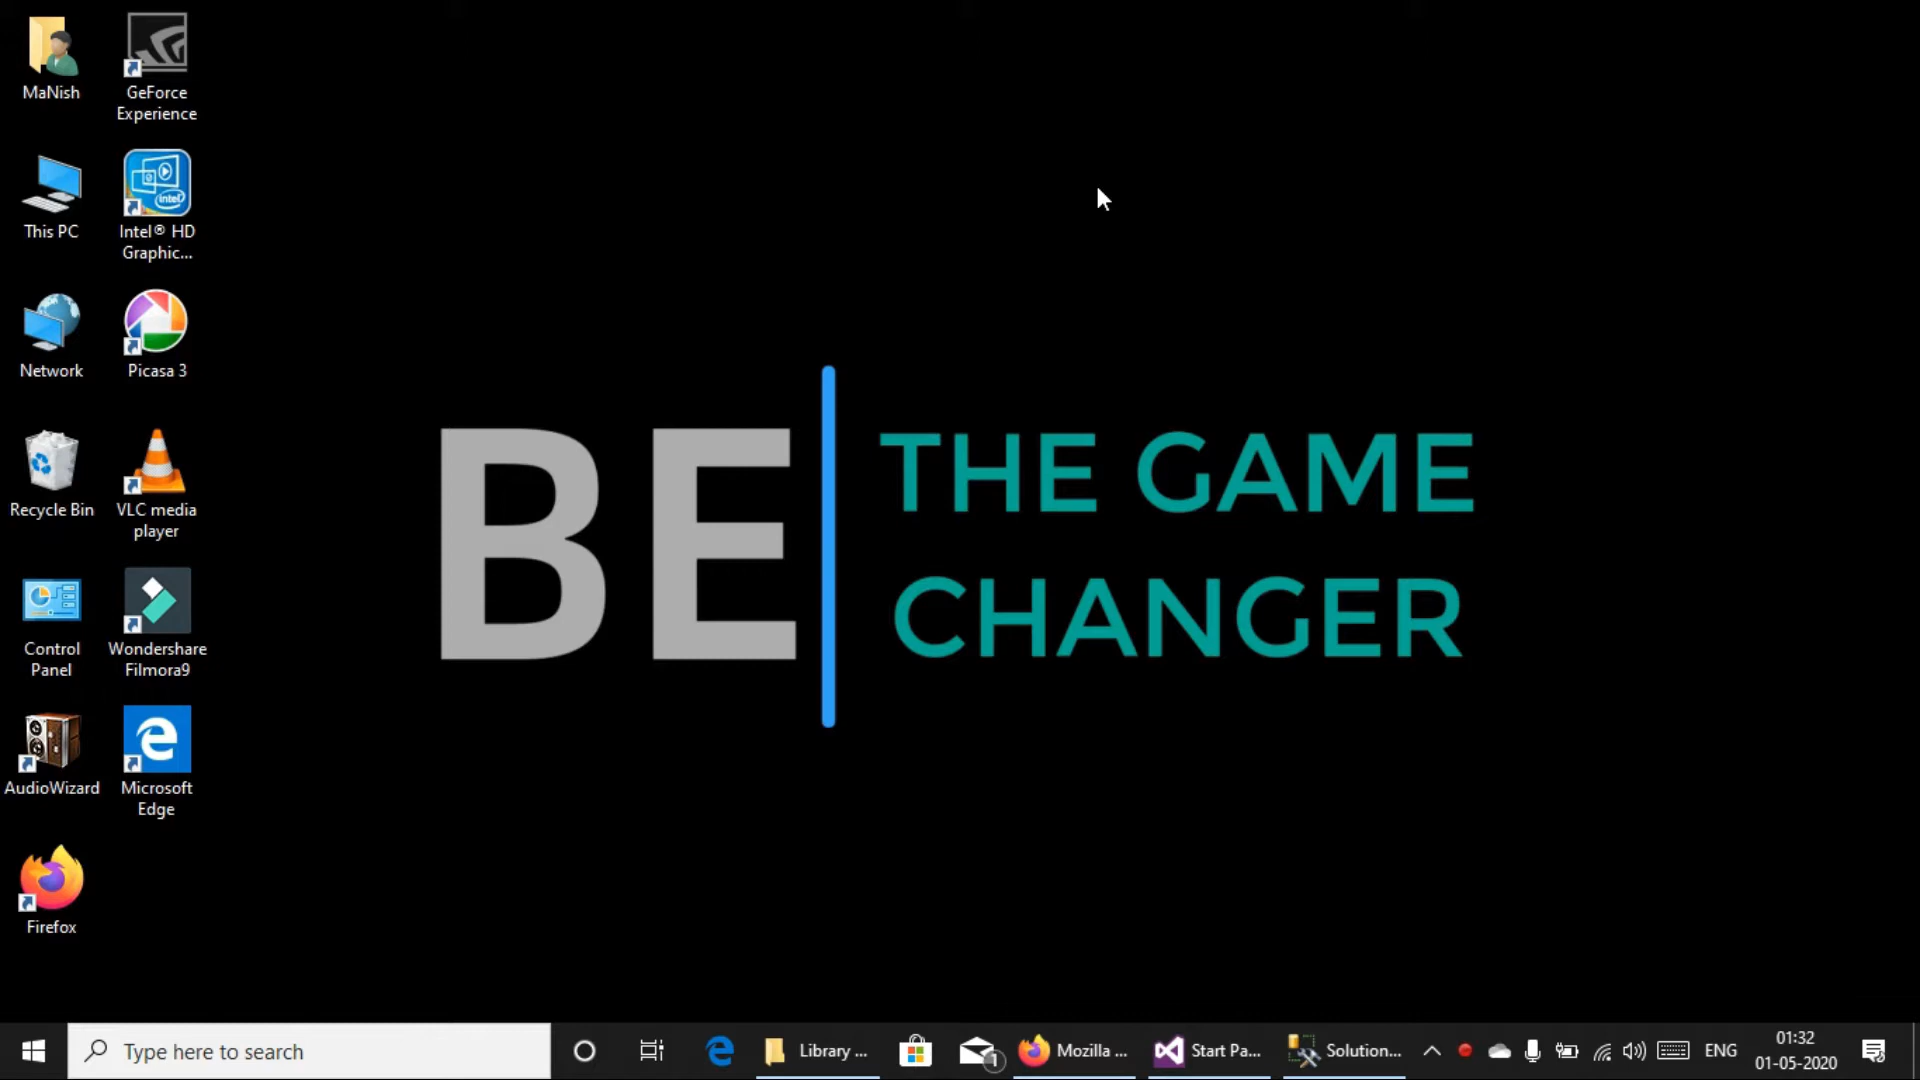 MaNish
GeForce
Experience
This PC
intel
Intel® HD
Graphic...
Network
Picasa 3
Recycle Bin
VLC media
player
Control
Panel
Wondershare
Filmora9
AudioWizard
Microsoft
Edge
Firefox
BE
THE GAME
CHANGER
Type here to search
Library ...
1
Mozilla ...
Start Pa...
Solution...
ENG
01:32
01-05-2020